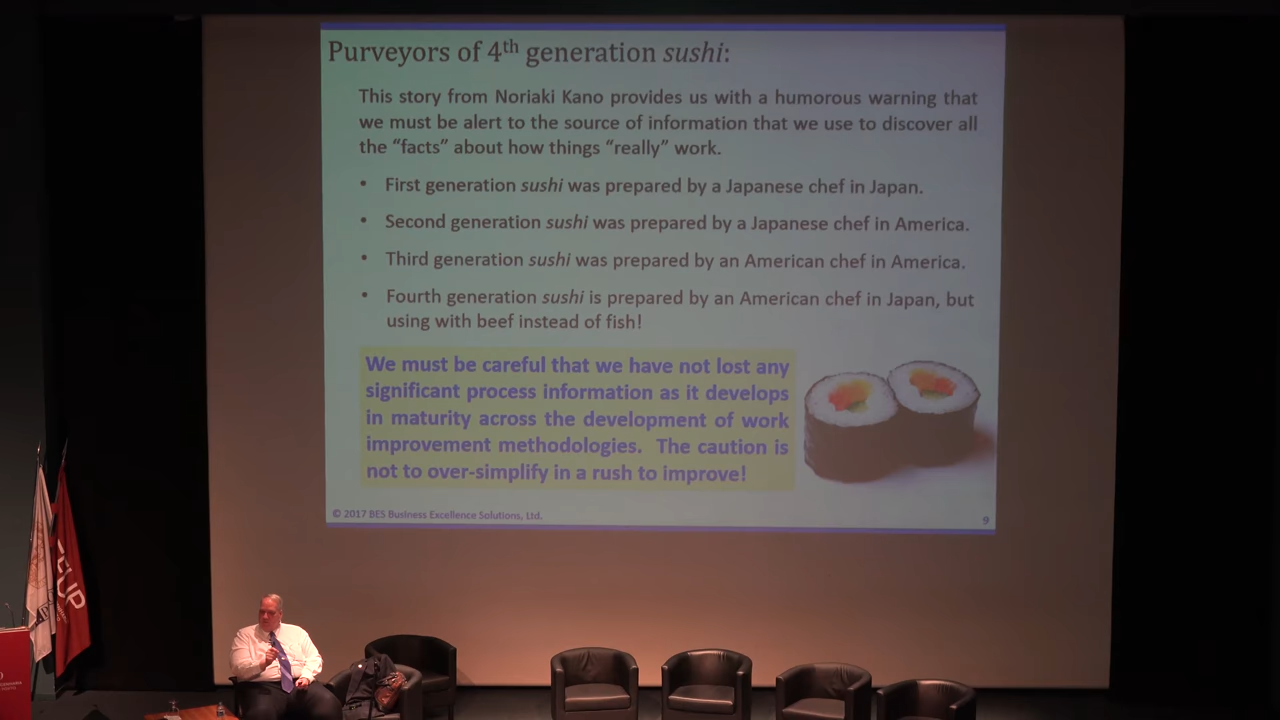 Purveyors of 4th generation sushi:
This story from Noriaki Kano provides us with a humorous warning that
we must be alert to the source of information that we use to discover all
the “facts” about how things “really” work.
• First generation sushi was prepared by a Japanese chef in Japan.
• Second generation sushi was prepared by a Japanese chef in America.
• Third generation sushi was prepared by an American chef in America.
• Fourth generation sushi is prepared by an American chef in Japan, but
using with beef instead of fish!
We must be careful that we have not lost any
significant process information as it develops
in maturity across the development of work
improvement methodologies. The caution is
not to over-simplify in a rush to improve!
© 2017 BES Business Excellence Solutions, Ltd.
9
FEUP